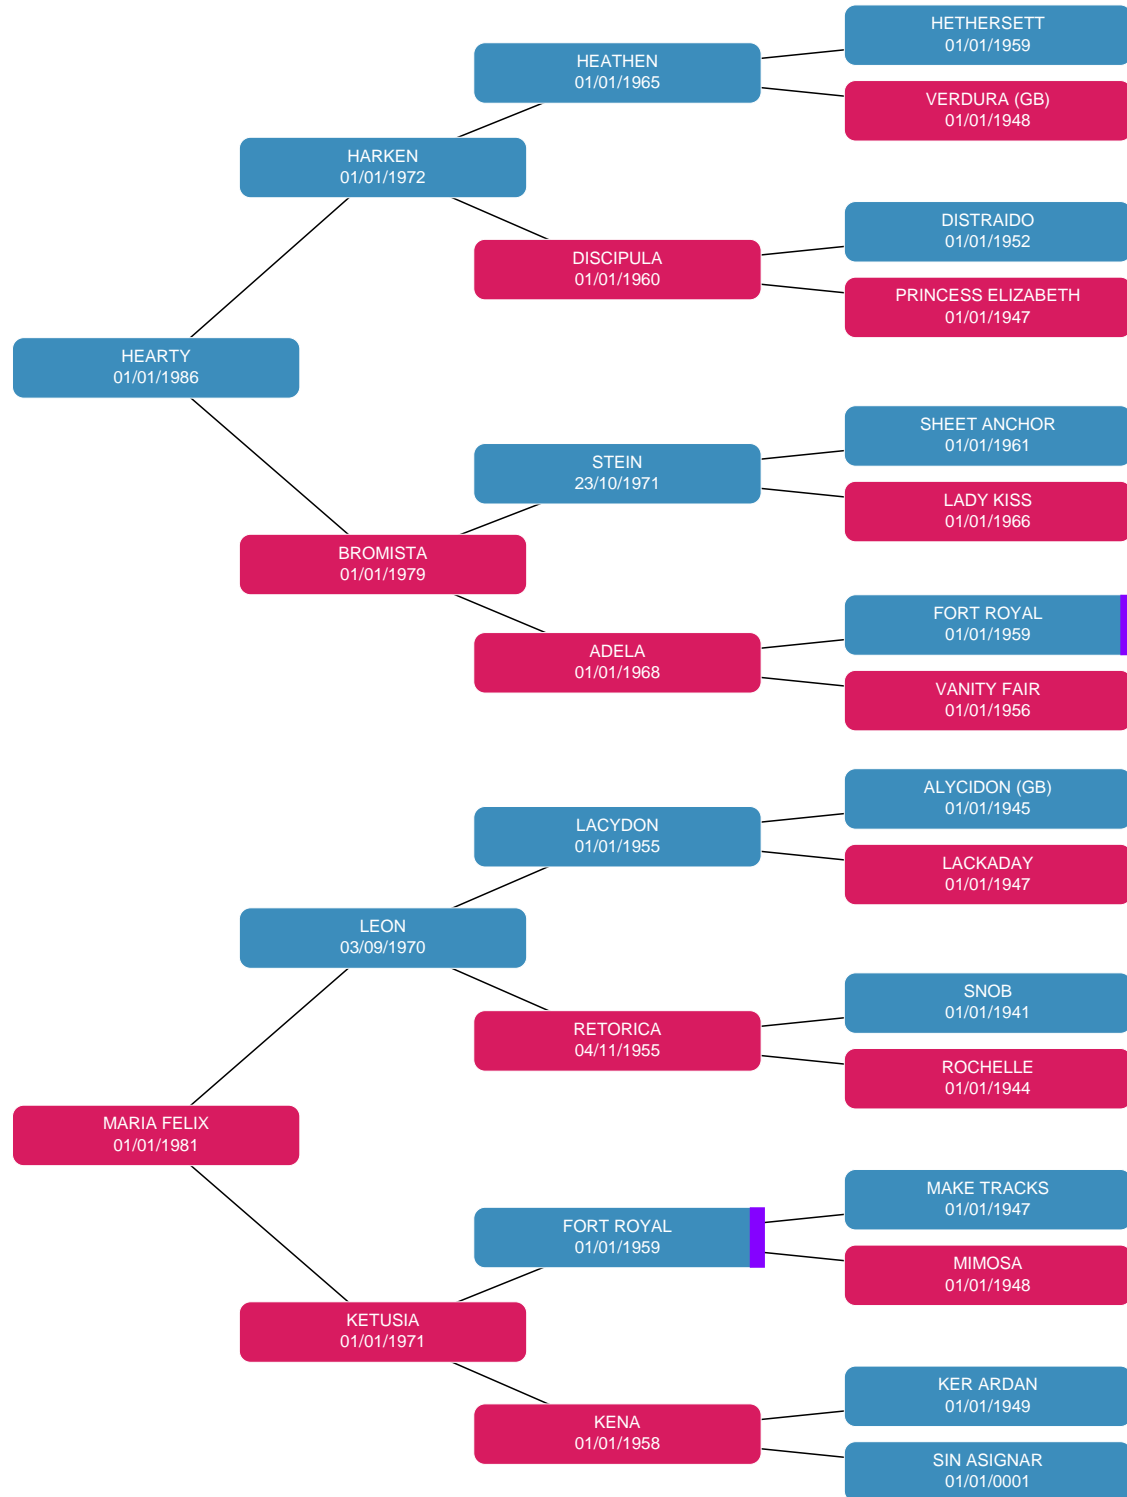 HETHERSETT
01/01/1959
HEATHEN
01/01/1965
VERDURA (GB)
01/01/1948
HARKEN
01/01/1972
DISTRAIDO
01/01/1952
DISCIPULA
01/01/1960
PRINCESS ELIZABETH
01/01/1947
HEARTY
01/01/1986
SHEET ANCHOR
01/01/1961
STEIN
23/10/1971
LADY KISS
01/01/1966
BROMISTA
01/01/1979
FORT ROYAL
01/01/1959
ADELA
01/01/1968
VANITY FAIR
01/01/1956
ALYCIDON (GB)
01/01/1945
LACYDON
01/01/1955
LACKADAY
01/01/1947
LEON
03/09/1970
SNOB
01/01/1941
RETORICA
04/11/1955
ROCHELLE
01/01/1944
MARIA FELIX
01/01/1981
MAKE TRACKS
01/01/1947
FORT ROYAL
01/01/1959
MIMOSA
01/01/1948
KETUSIA
01/01/1971
KER ARDAN
01/01/1949
KENA
01/01/1958
SIN ASIGNAR
01/01/0001